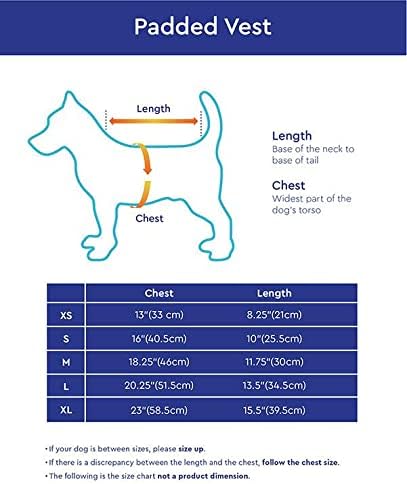 Padded Vest
Length
Chest
Length
Base of the neck to
base of tail
Chest
Widest part of the
dog's torso
Chest Length
XS 13"(33 cm) 8.25"(21cm)
S 16"(40.5cm) 10"(25.5cm)
M 18.25"(46cm) 11.75"(30cm)
L 20.25"(51.5cm) 13.5"(34.5cm)
XL 23"(58.5cm) 15.5"(39.5cm)
• If your dog is between sizes, please size up.
• If there is a discrepancy between the length and the chest, follow the chest size.
• The following is the size chart not a product dimension.